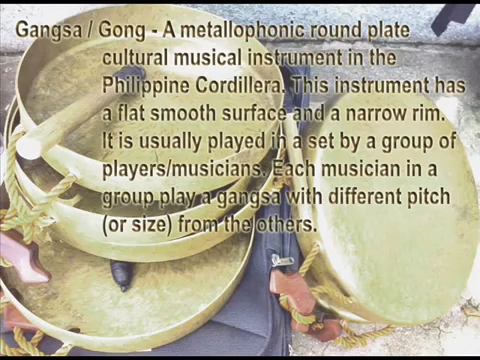 Gangsa / Gong - A metallophonic round plate
cultural musical instrument in the
Philippine Cordillera. This instrument has
a flat smooth surface and a narrow rim.
It is usually played in a set by a group of
players/musicians. Each musician in a
group play a gangsa with different pitch
(or size) from the others.